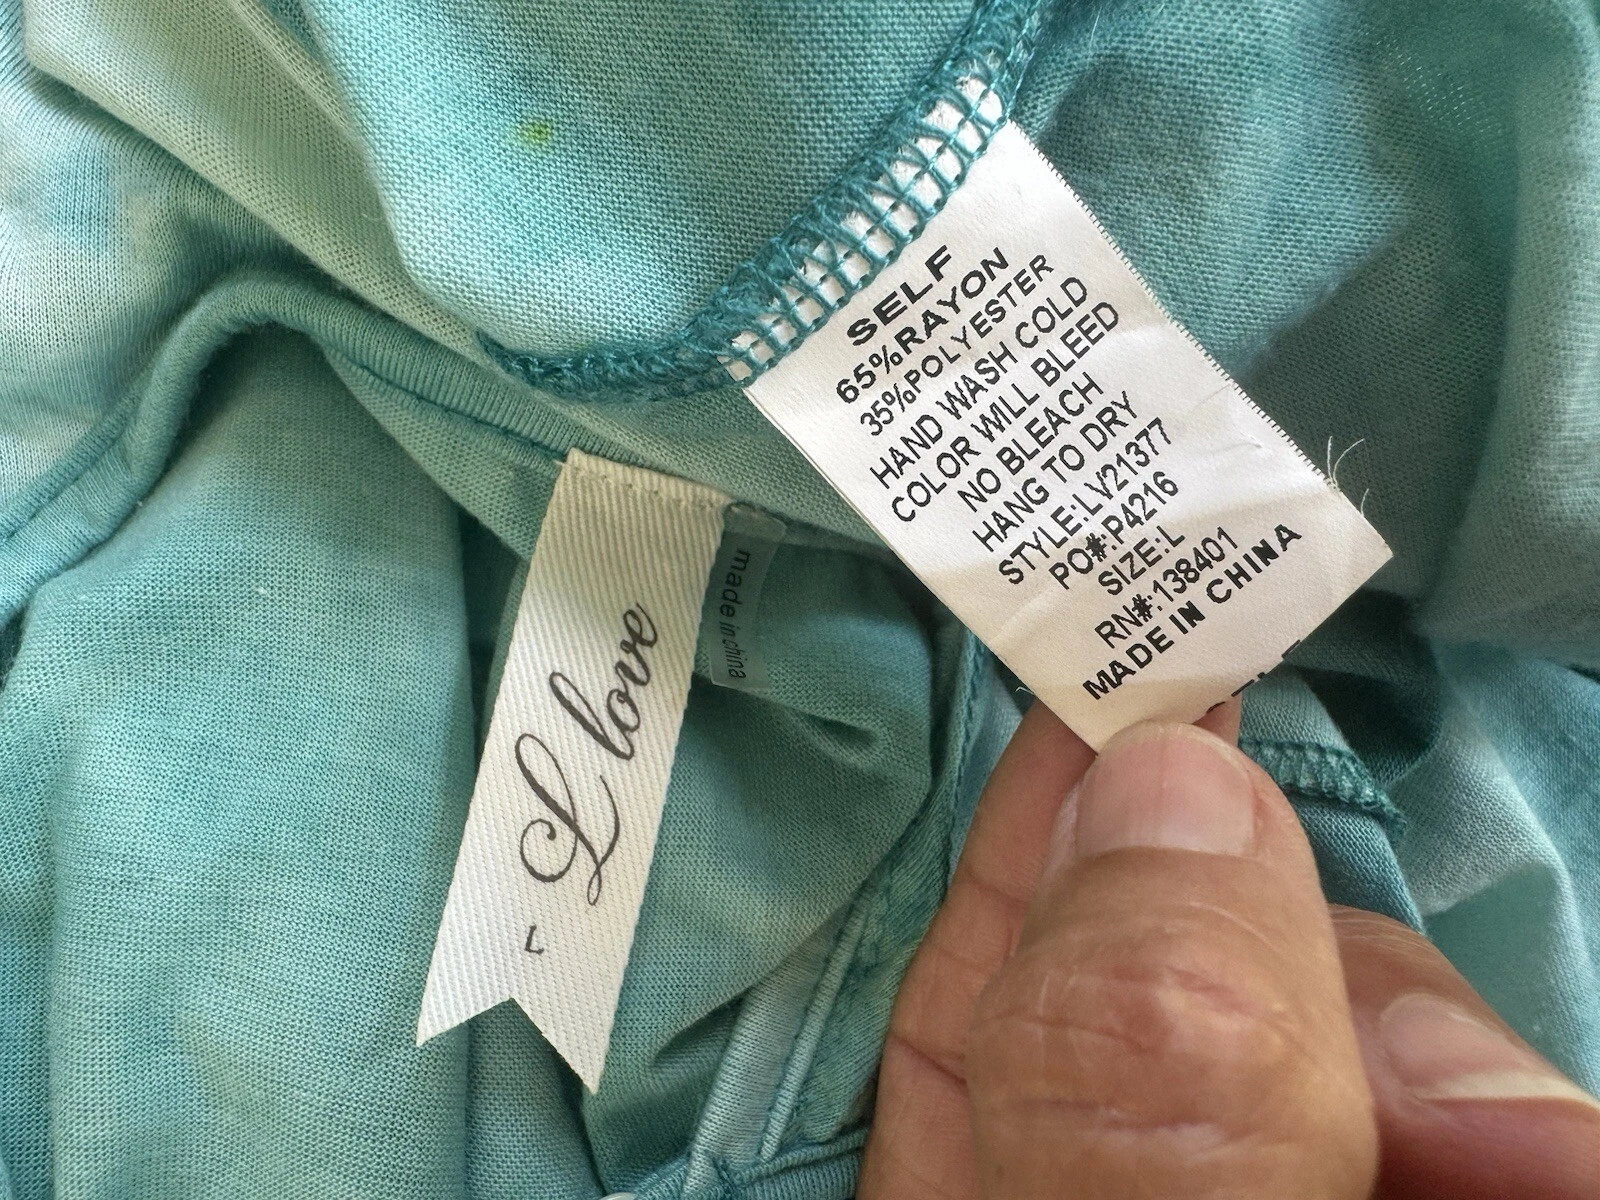 SELF
65%RAYON
35%POLYESTER
HAND WASH COLD
COLOR WILL BLEED
NO BLEACH
HANG TO DRY
STYLE:LV21377
PO#:P4216
SIZE:L
RN#:138401
MADE IN CHINA
L love
L
made in china